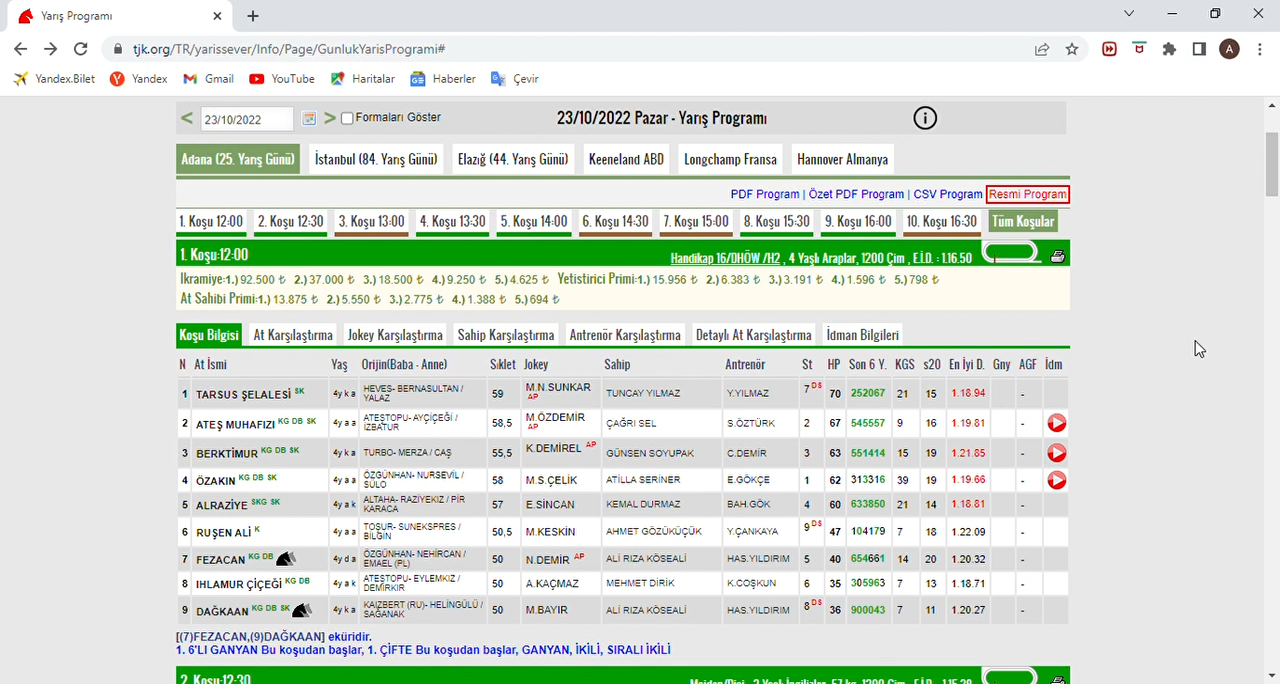 Yarış Programı
tjk.org/TR/yarissever/Info/Page/GunlukYarisProgrami#
A
Yandex.Bilet Yandex Gmail YouTube Haritalar Haberler Çevir
< 23/10/2022 > Formaları Göster 23/10/2022 Pazar - Yarış Programı
Adana (25. Yarış Günü) İstanbul (84. Yarış Günü) Elazığ (44. Yarış Günü) Keeneland ABD Longchamp Fransa Hannover Almanya
PDF Program | Özet PDF Program | CSV Program Resmi Program
1. Koşu 12:00 2. Koşu 12:30 3. Koşu 13:00 4. Koşu 13:30 5. Koşu 14:00 6. Koşu 14:30 7. Koşu 15:00 8. Koşu 15:30 9. Koşu 16:00 10. Koşu 16:30 Tüm Koşular
1. Koşu:12:00 Handikap 16/DHÖW /H2 , 4 Yaşlı Araplar, 1200 Çim , E.İ.D. : 1.16.50
İkramiye:1.) 92.500 ₺ 2.) 37.000 ₺ 3.) 18.500 ₺ 4.) 9.250 ₺ 5.) 4.625 ₺ Yetistirici Primi:1.) 15.956 ₺ 2.) 6.383 ₺ 3.) 3.191 ₺ 4.) 1.596 ₺ 5.) 798 ₺
At Sahibi Primi:1.) 13.875 ₺ 2.) 5.550 ₺ 3.) 2.775 ₺ 4.) 1.388 ₺ 5.) 694 ₺
Koşu Bilgisi At Karşılaştırma Jokey Karşılaştırma Sahip Karşılaştırma Antrenör Karşılaştırma Detaylı At Karşılaştırma İdman Bilgileri
N At İsmi Yaş Orijin(Baba - Anne) Sıklet Jokey Sahip Antrenör St HP Son 6 Y. KGS s20 En İyi D. Gny AGF İdm
1 TARSUS ŞELALESİ SK 4y k a HEVES- BERNASULTAN / YALAZ 59 M.N.SUNKAR AP TUNCAY YILMAZ Y.YILMAZ 7 DS 70 252067 21 15 1.18.94 -
2 ATEŞ MUHAFIZI KG DB SK 4y a a ATESTOPU- AYÇİÇEĞİ / İZBATUR 58,5 M.ÖZDEMİR AP ÇAĞRI SEL S.ÖZTÜRK 2 67 545557 9 16 1.19.81 -
3 BERKTİMUR KG DB SK 4y k a TURBO- MERZA / CAŞ 55,5 K.DEMİREL AP GÜNSEN SOYUPAK C.DEMİR 3 63 551414 15 19 1.21.85 -
4 ÖZAKIN KG DB SK 4y a a ÖZGÜNHAN- NURSEVİL / SULO 58 M.S.ÇELİK ATİLLA SERİNER E.GÖKÇE 1 62 313316 39 19 1.19.66 -
5 ALRAZİYE SKG SK 4y a k ALTAHA- RAZİYEKIZ / PİR KARACA 57 E.SİNCAN KEMAL DURMAZ BAH.GÖK 4 60 633850 21 14 1.18.81 -
6 RUŞEN ALİ K 4y a a TOSUR- SUNEKSPRES / BİLGİN 50,5 M.KESKİN AHMET GÖZÜKÜÇÜK Y.ÇANKAYA 9 DS 47 104179 7 18 1.22.09 -
7 FEZACAN KG DB 4y d a ÖZGÜNHAN- NEHİRCAN / EMAEL (PL) 50 N.DEMİR AP ALİ RIZA KÖSEALİ HAS.YILDIRIM 5 40 654661 14 20 1.20.32 -
8 IHLAMUR ÇİÇEĞİ KG DB 4y a k ATESTOPU- EYLEMKIZ / DEMİRKIR 50 A.KAÇMAZ MEHMET DİRİK K.COŞKUN 6 35 305963 7 13 1.18.71 -
9 DAĞKAAN KG DB SK 4y k a KAIZBERT (RU)- HELİNGÜLÜ / SAĞANAK 50 M.BAYIR ALİ RIZA KÖSEALİ HAS.YILDIRIM 8 DS 36 900043 7 11 1.20.27 -
[(7)FEZACAN,(9)DAĞKAAN] eküridir.
1. 6'LI GANYAN Bu koşudan başlar, 1. ÇİFTE Bu koşudan başlar, GANYAN, İKİLİ, SIRALI İKİLİ
2. Koşu:12:30 Maiden/Dişi , 2 Yaşlı İngilizler, 57 kg, 1200 Çim , E.İ.D. : 1.15.28